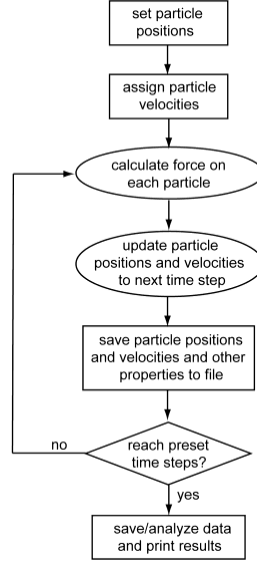 set particle
positions
assign particle
velocities
calculate force on
each particle
update particle
positions and velocities
to next time step
save particle positions
and velocities and other
properties to file
no
reach preset
time steps?
yes
save/analyze data
and print results